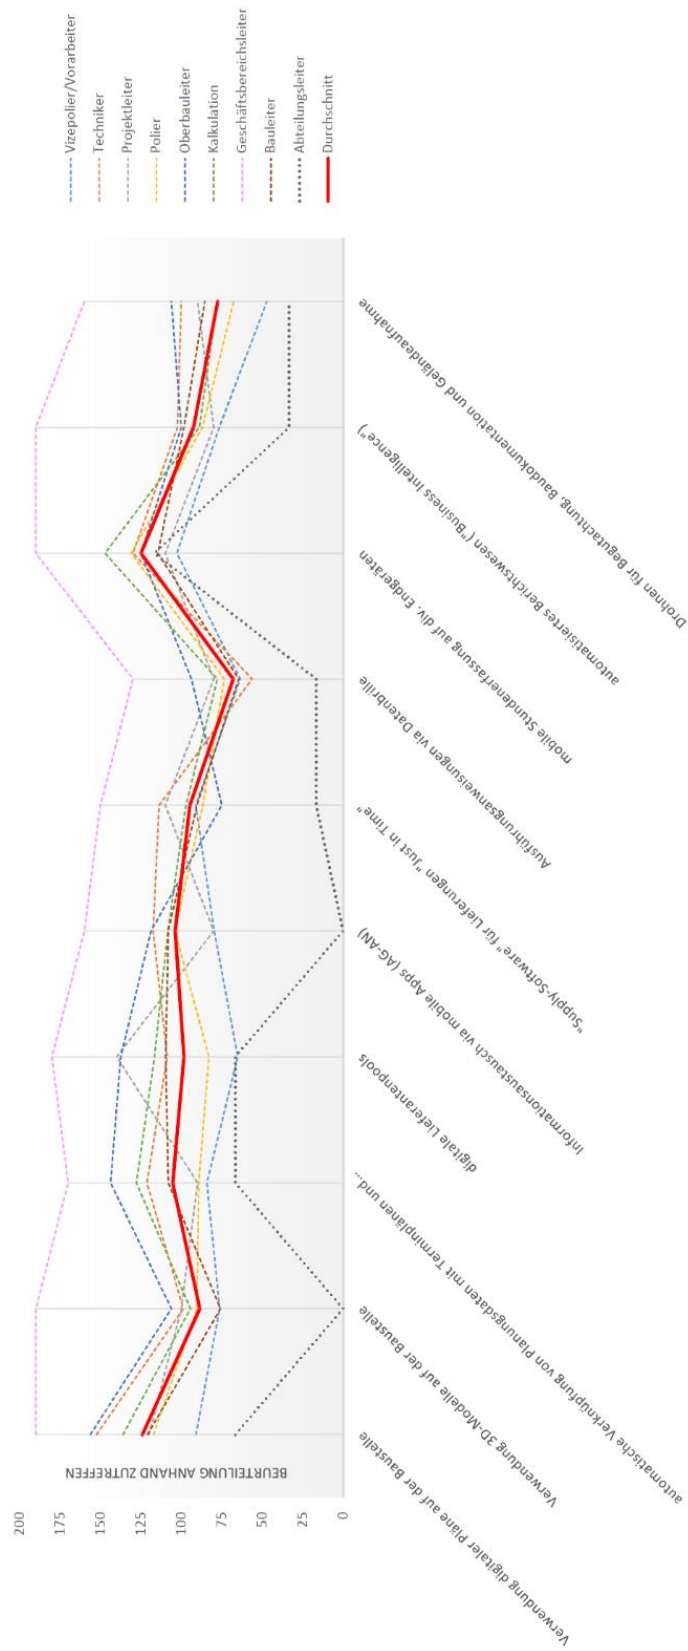 BEURTEILUNG ANHAND ZUTREFFEN
200
175
150
125
100
75
50
25
0
Verwendung digitaler Pläne auf der Baustelle
Verwendung 3D-Modelle auf der Baustelle
automatische Verknüpfung von Planungsdaten mit Terminplänen und...
digitale Lieferantenpools
Informationsaustausch via mobile Apps (AG-AN)
"Supply-Software" für Lieferungen "Just in Time"
Ausführungsanweisungen via Datenbrille
mobile Stundenerfassung auf div. Endgeräten
automatisiertes Berichtswesen ("Business Intelligence")
Drohnen für Begutachtung, Baudokumentation und Geländeaufnahme
Vizepolier/Vorarbeiter
Techniker
Projektleiter
Polier
Oberbauleiter
Kalkulation
Geschäftsbereichsleiter
Bauleiter
Abteilungsleiter
Durchschnitt